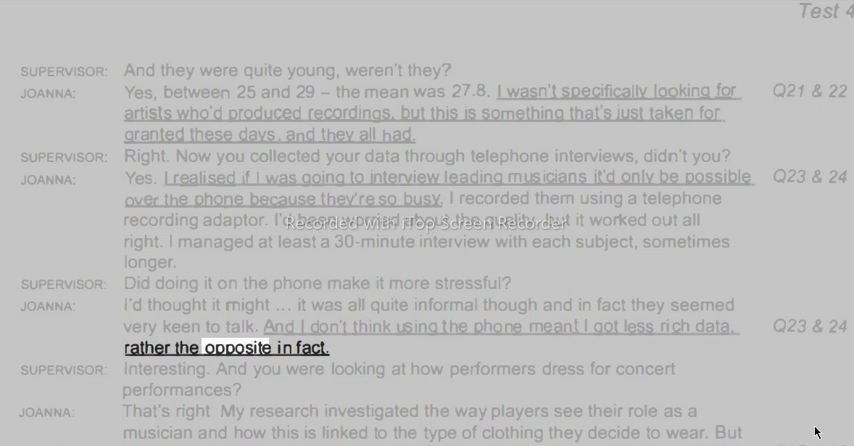 Test 4
SUPERVISOR: And they were quite young, weren't they?
JOANNA: Yes, between 25 and 29 – the mean was 27.8. I wasn't specifically looking for Q21 & 22
artists who'd produced recordings, but this is something that's just taken for
granted these days, and they all had.
SUPERVISOR: Right. Now you collected your data through telephone interviews, didn't you?
JOANNA: Yes. I realised if I was going to interview leading musicians it'd only be possible Q23 & 24
over the phone because they're so busy. I recorded them using a telephone
recording adaptor. I'd been worried about the quality, but it worked out all
Recorded with iTop Screen Recorder
right. I managed at least a 30-minute interview with each subject, sometimes
longer.
SUPERVISOR: Did doing it on the phone make it more stressful?
JOANNA: I'd thought it might ... it was all quite informal though and in fact they seemed
very keen to talk. And I don't think using the phone meant I got less rich data, Q23 & 24
rather the opposite in fact.
SUPERVISOR: Interesting. And you were looking at how performers dress for concert
performances?
JOANNA: That's right My research investigated the way players see their role as a
musician and how this is linked to the type of clothing they decide to wear. But